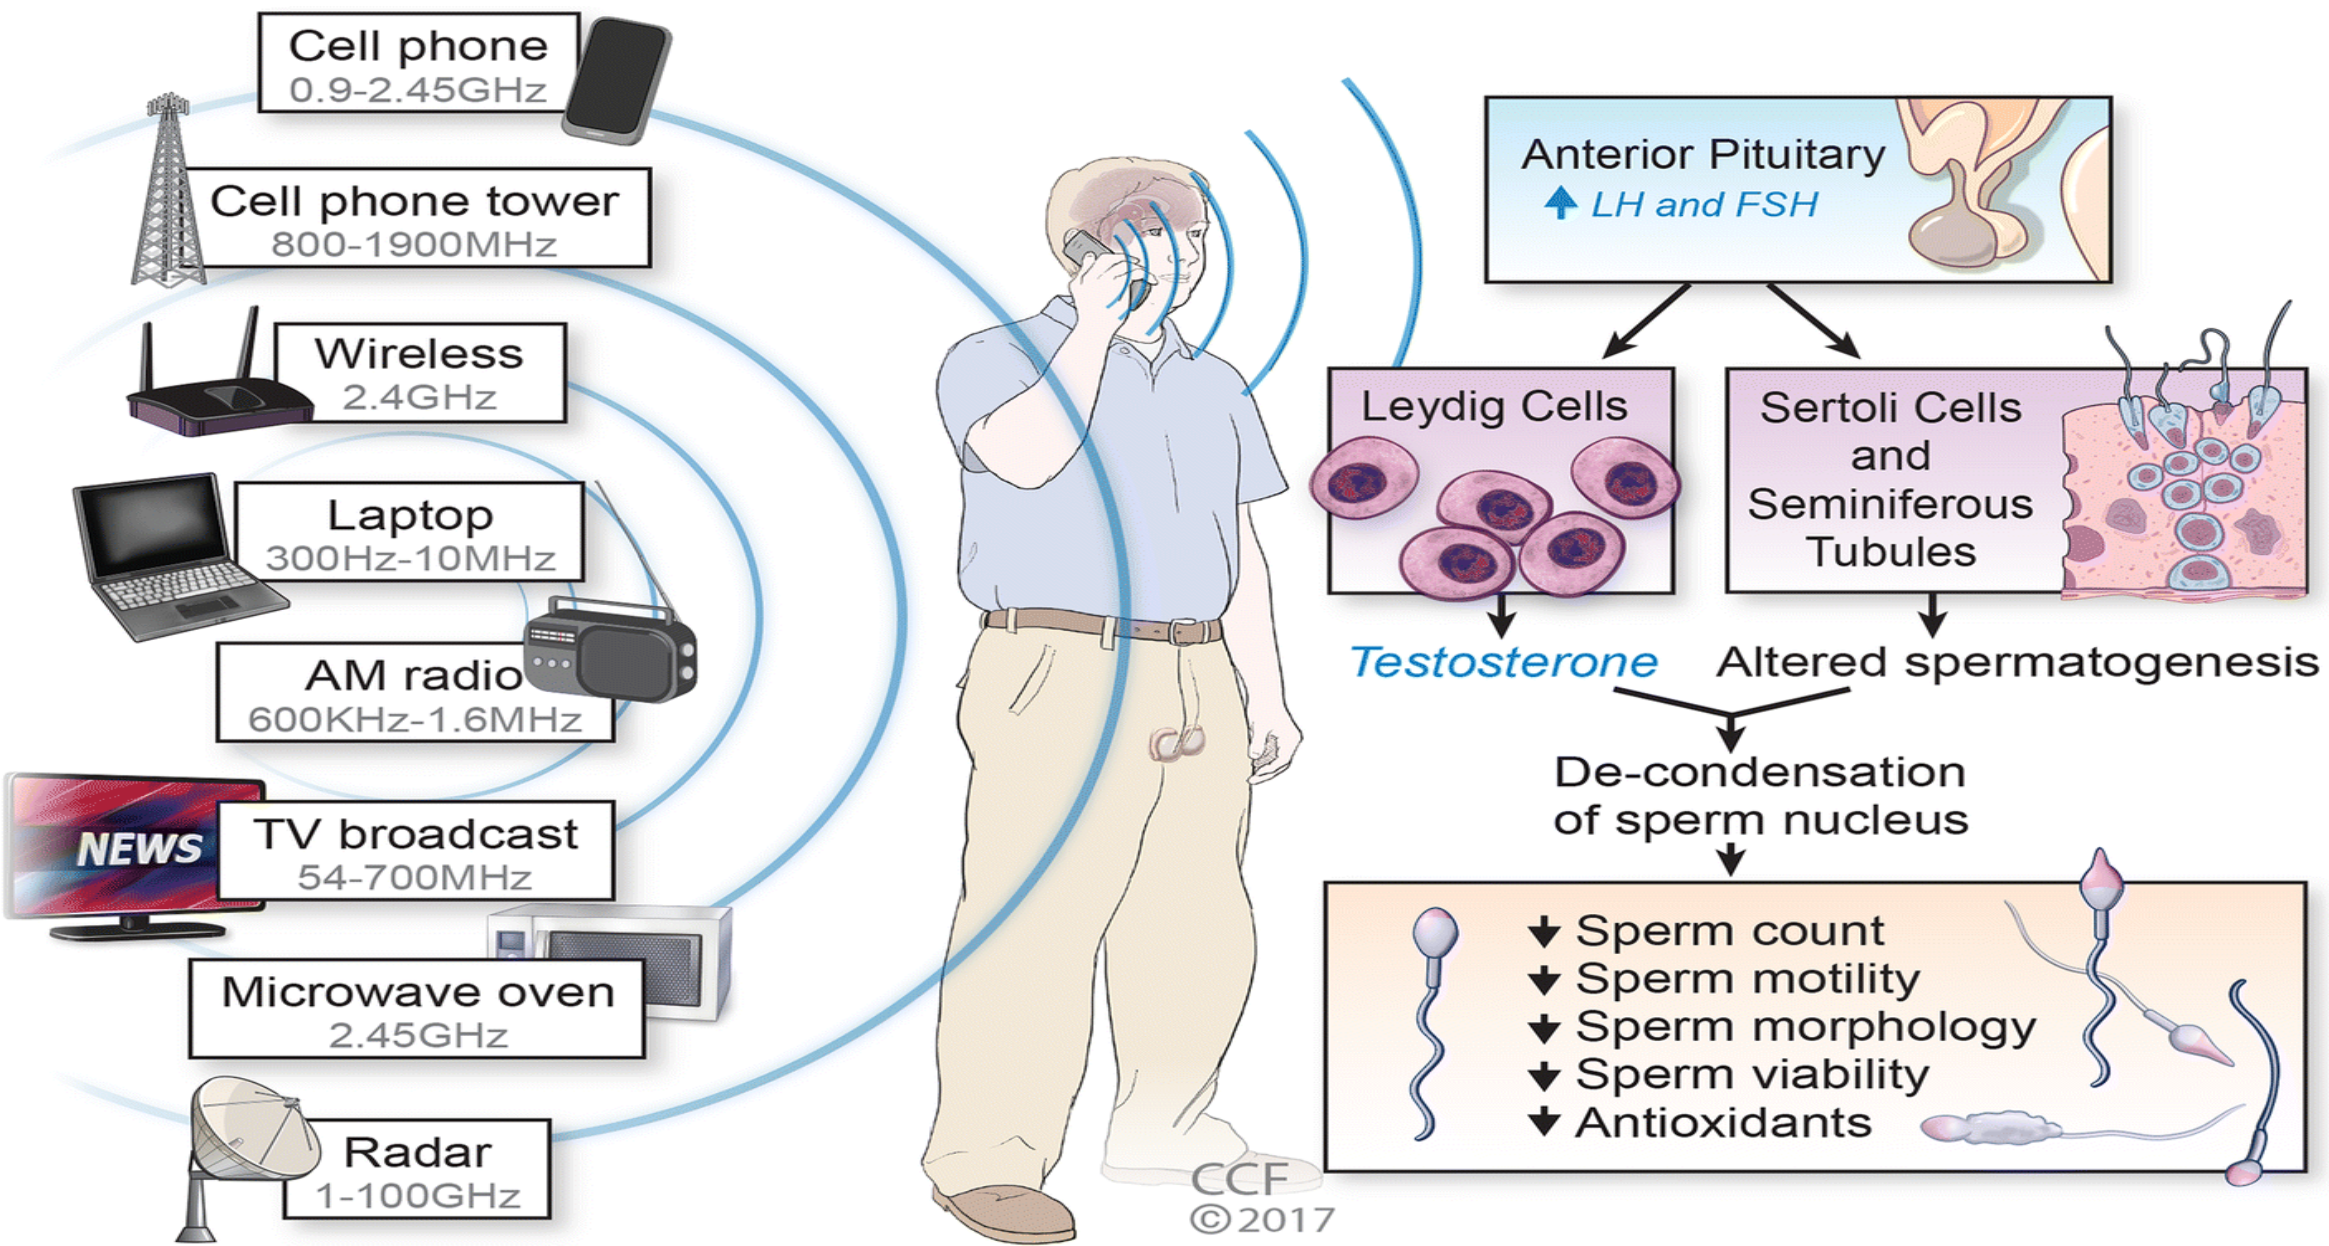 Cell phone
0.9-2.45GHz
Cell phone tower
800-1900MHz
Wireless
2.4GHz
Laptop
300Hz-10MHz
AM radio
600KHz-1.6MHz
NEWS
TV broadcast
54-700MHz
Microwave oven
2.45GHz
Radar
1-100GHz
CCF
©2017
Anterior Pituitary
LH and FSH
Leydig Cells
Sertoli Cells
and
Seminiferous
Tubules
Testosterone
Altered spermatogenesis
De-condensation
of sperm nucleus
Sperm count
Sperm motility
Sperm morphology
Sperm viability
Antioxidants